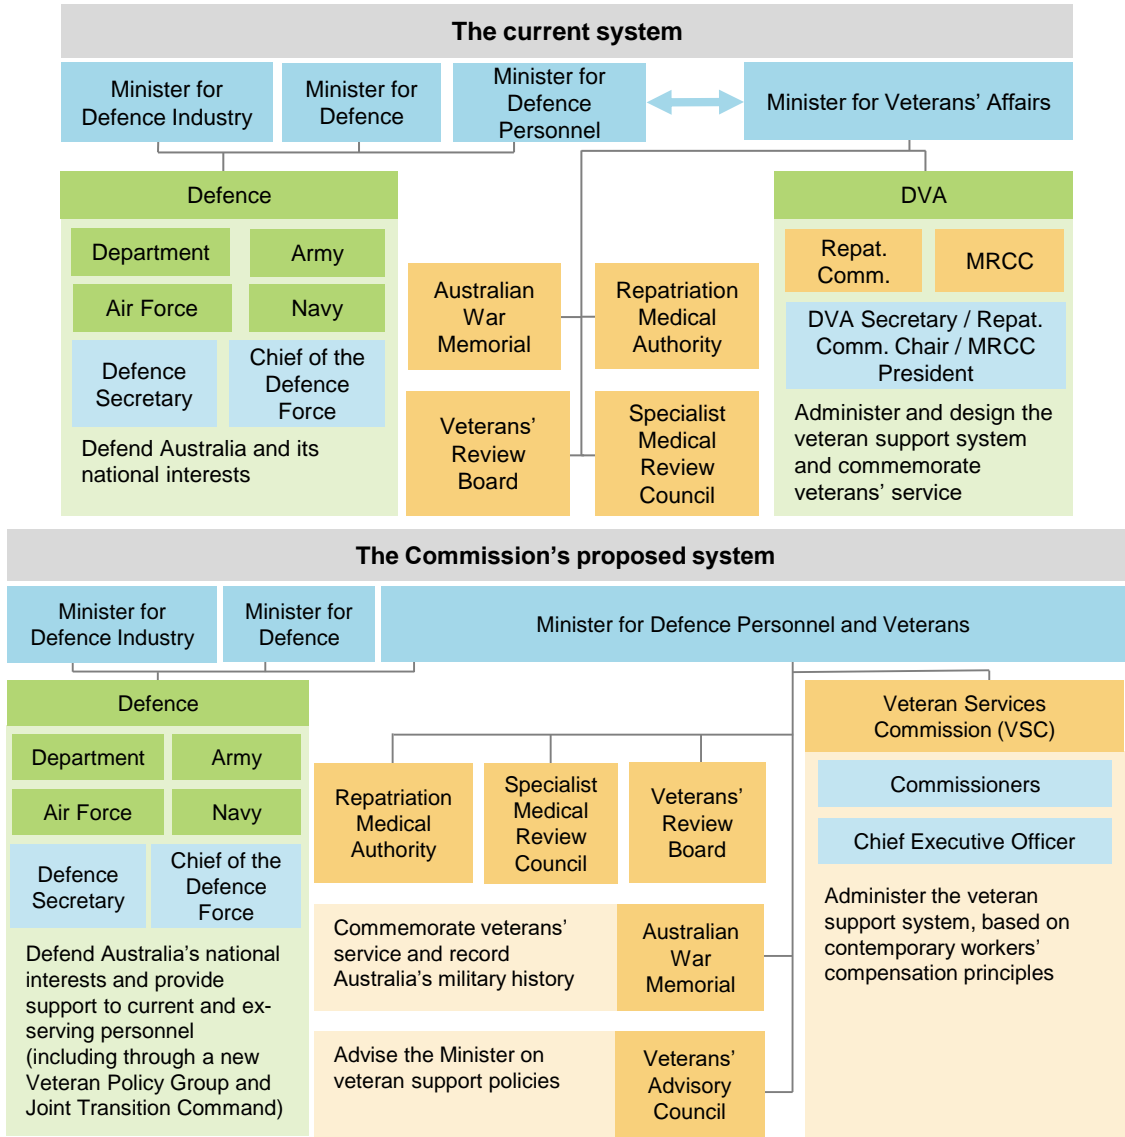 The current system
Minister for
Defence Industry
Minister for
Defence
Minister for
Defence
Personnel
Minister for Veterans’ Affairs
Defence
Department
Army
Air Force
Navy
Defence
Secretary
Chief of the
Defence
Force
Defend Australia and its
national interests
Australian
War
Memorial
Repatriation
Medical
Authority
Veterans’
Review
Board
Specialist
Medical
Review
Council
DVA
Repat.
Comm.
MRCC
DVA Secretary / Repat.
Comm. Chair / MRCC
President
Administer and design the
veteran support system
and commemorate
veterans’ service
The Commission’s proposed system
Minister for
Defence Industry
Minister for
Defence
Minister for Defence Personnel and Veterans
Defence
Department
Army
Air Force
Navy
Defence
Secretary
Chief of the
Defence
Force
Defend Australia’s national
interests and provide
support to current and ex-
serving personnel
(including through a new
Veteran Policy Group and
Joint Transition Command)
Repatriation
Medical
Authority
Specialist
Medical
Review
Council
Veterans’
Review
Board
Commemorate veterans’
service and record
Australia’s military history
Australian
War
Memorial
Advise the Minister on
veteran support policies
Veterans’
Advisory
Council
Veteran Services
Commission (VSC)
Commissioners
Chief Executive Officer
Administer the veteran
support system, based on
contemporary workers’
compensation principles